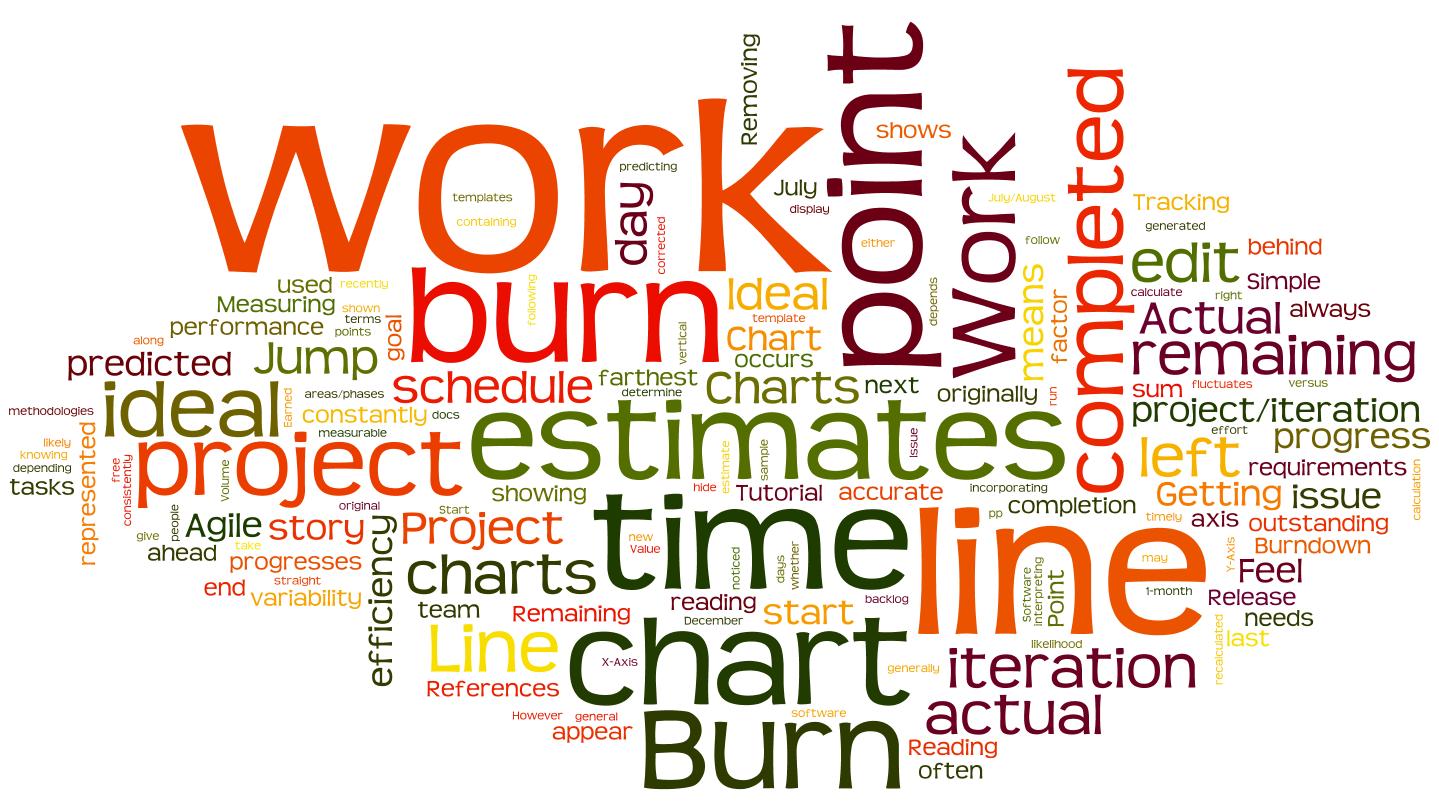 Removing
work
point
shows
completed
predicting
day
corrected
July
display
templates
containing
work
July/August
either
follow
Tracking
generated
edit
behind
used
recently
Measuring
shown
performance
terms
points
goal
along
predicted
Jump
burn
following
vertical
Ideal
template
Chart
occurs
depends
means
factor
calculate
right
Simple
Actual
always
remaining
methodologies
ideal
Earned
areas/phases
constantly
docs
measurable
schedule
farthest
determine
Charts
next
originally
run
sum
fluctuates
versus
project/iteration
effort
progress
likely
knowing
depending
tasks
represented
free
consistently
project
Volume
estimates
estimate
sample
Issue
left
requirements
calculation
showing
hide
Tutorial
accurate
incorporating
completion
Getting
issue
original
Start
give
people
Agile
story
Project
new
Value
time
line
pp
timely
axis
outstanding
ahead
take
progresses
efficiency
charts
noticed
days
whether
may
Y-Axis
Burndown
Feel
end
straight
variability
team
Remaining
reading
December
start
backlog
Software
interpreting
Point
1-month
Release
needs
Line
chart
X-Axis
generally
likelihood
iteration
recalculated
last
References
However
general
appear
Burn
software
actual
Reading
often